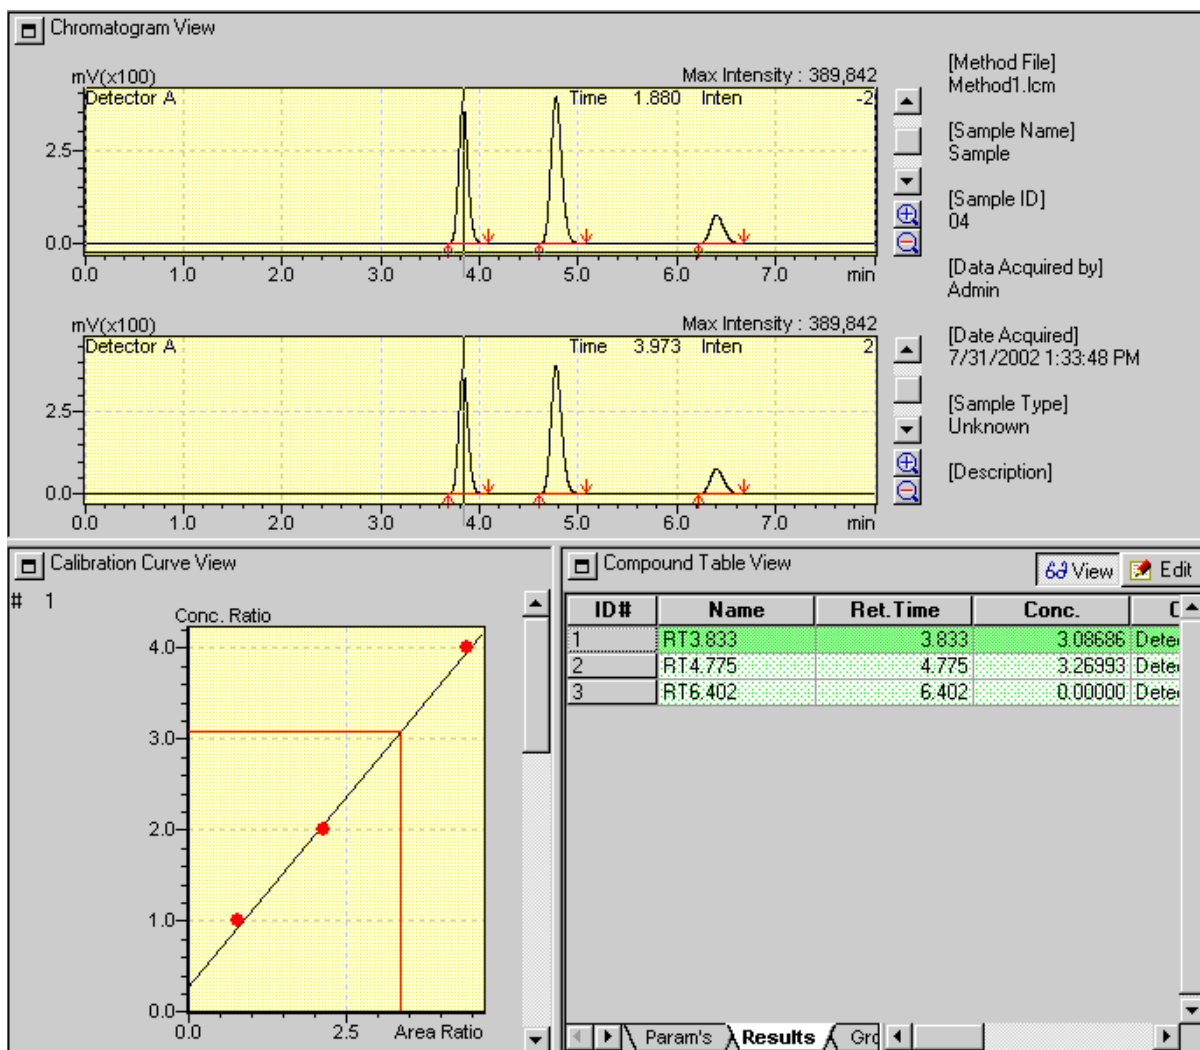 Chromatogram View
mV(x100)
Max Intensity : 389,842
Detector A
Time 1.880 Inten -2
2.5
0.0
0.0 1.0 2.0 3.0 4.0 5.0 6.0 7.0 min
mV(x100)
Max Intensity : 389,842
Detector A
Time 3.973 Inten 2
2.5
0.0
0.0 1.0 2.0 3.0 4.0 5.0 6.0 7.0 min
[Method File]
Method1.lcm
[Sample Name]
Sample
[Sample ID]
04
[Data Acquired by]
Admin
[Date Acquired]
7/31/2002 1:33:48 PM
[Sample Type]
Unknown
[Description]
Calibration Curve View
# 1
Conc. Ratio
4.0
3.0
2.0
1.0
0.0
0.0 2.5 Area Ratio
Compound Table View
View Edit
ID# Name Ret.Time Conc. C
1 RT3.833 3.833 3.08686 Dete
2 RT4.775 4.775 3.26993 Dete
3 RT6.402 6.402 0.00000 Dete
Param's Results Gro